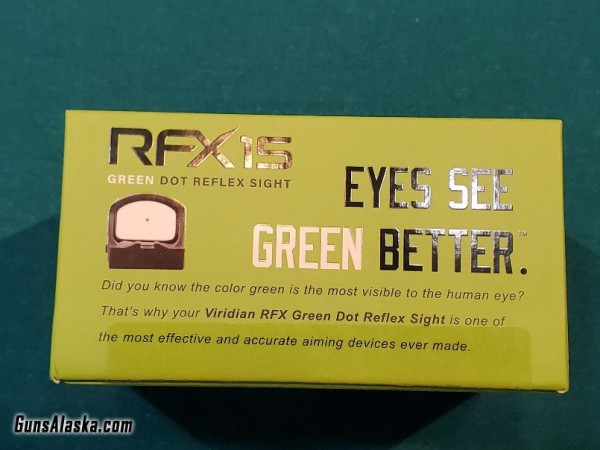 RFX15
GREEN DOT REFLEX SIGHT
EYES SEE
GREEN BETTER.™
Did you know the color green is the most visible to the human eye?
That's why your Viridian RFX Green Dot Reflex Sight is one of
the most effective and accurate aiming devices ever made.
GunsAlaska.com